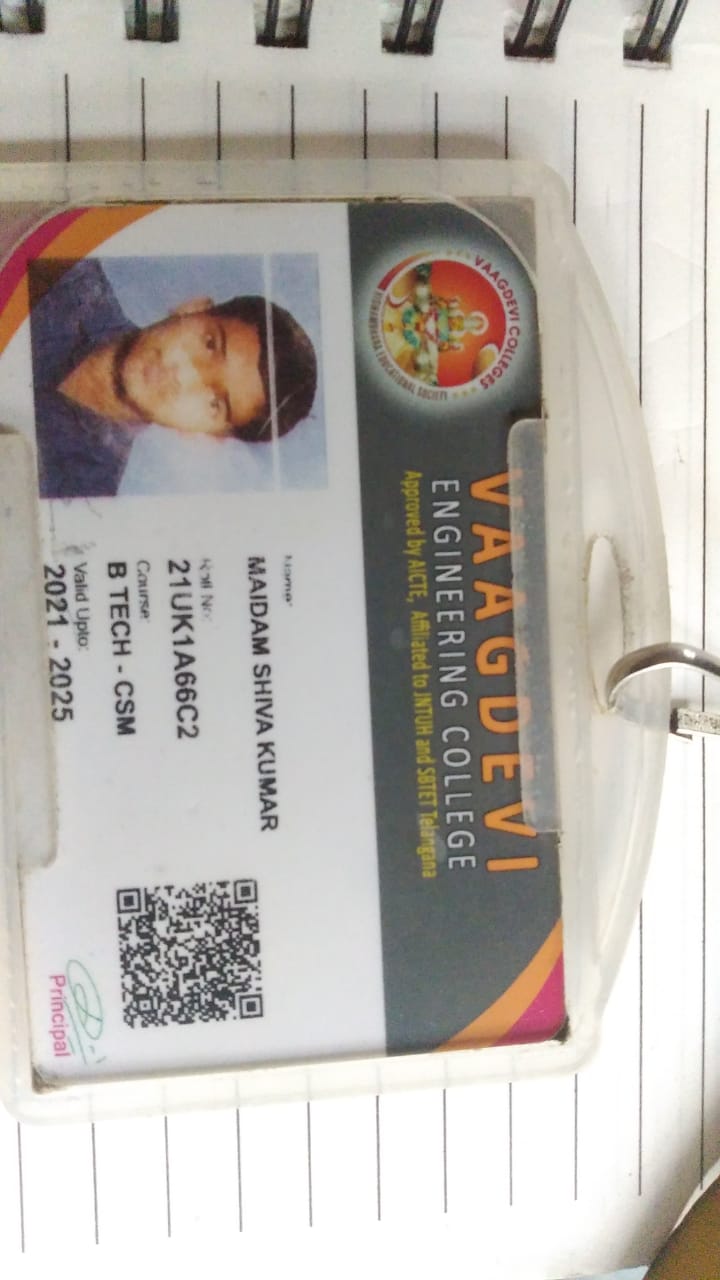 VAAGDEVI COLLEGES
VISWAMBHARA EDUCATIONAL SOCIETY
VAAGDEVI
ENGINEERING COLLEGE
Approved by AICTE, Affiliated to JNTUH and SBTET Telangana
Name:
MAIDAM SHIVA KUMAR
Roll No:
21UK1A66C2
Course:
B TECH - CSM
Valid Upto:
2021 - 2025
Principal